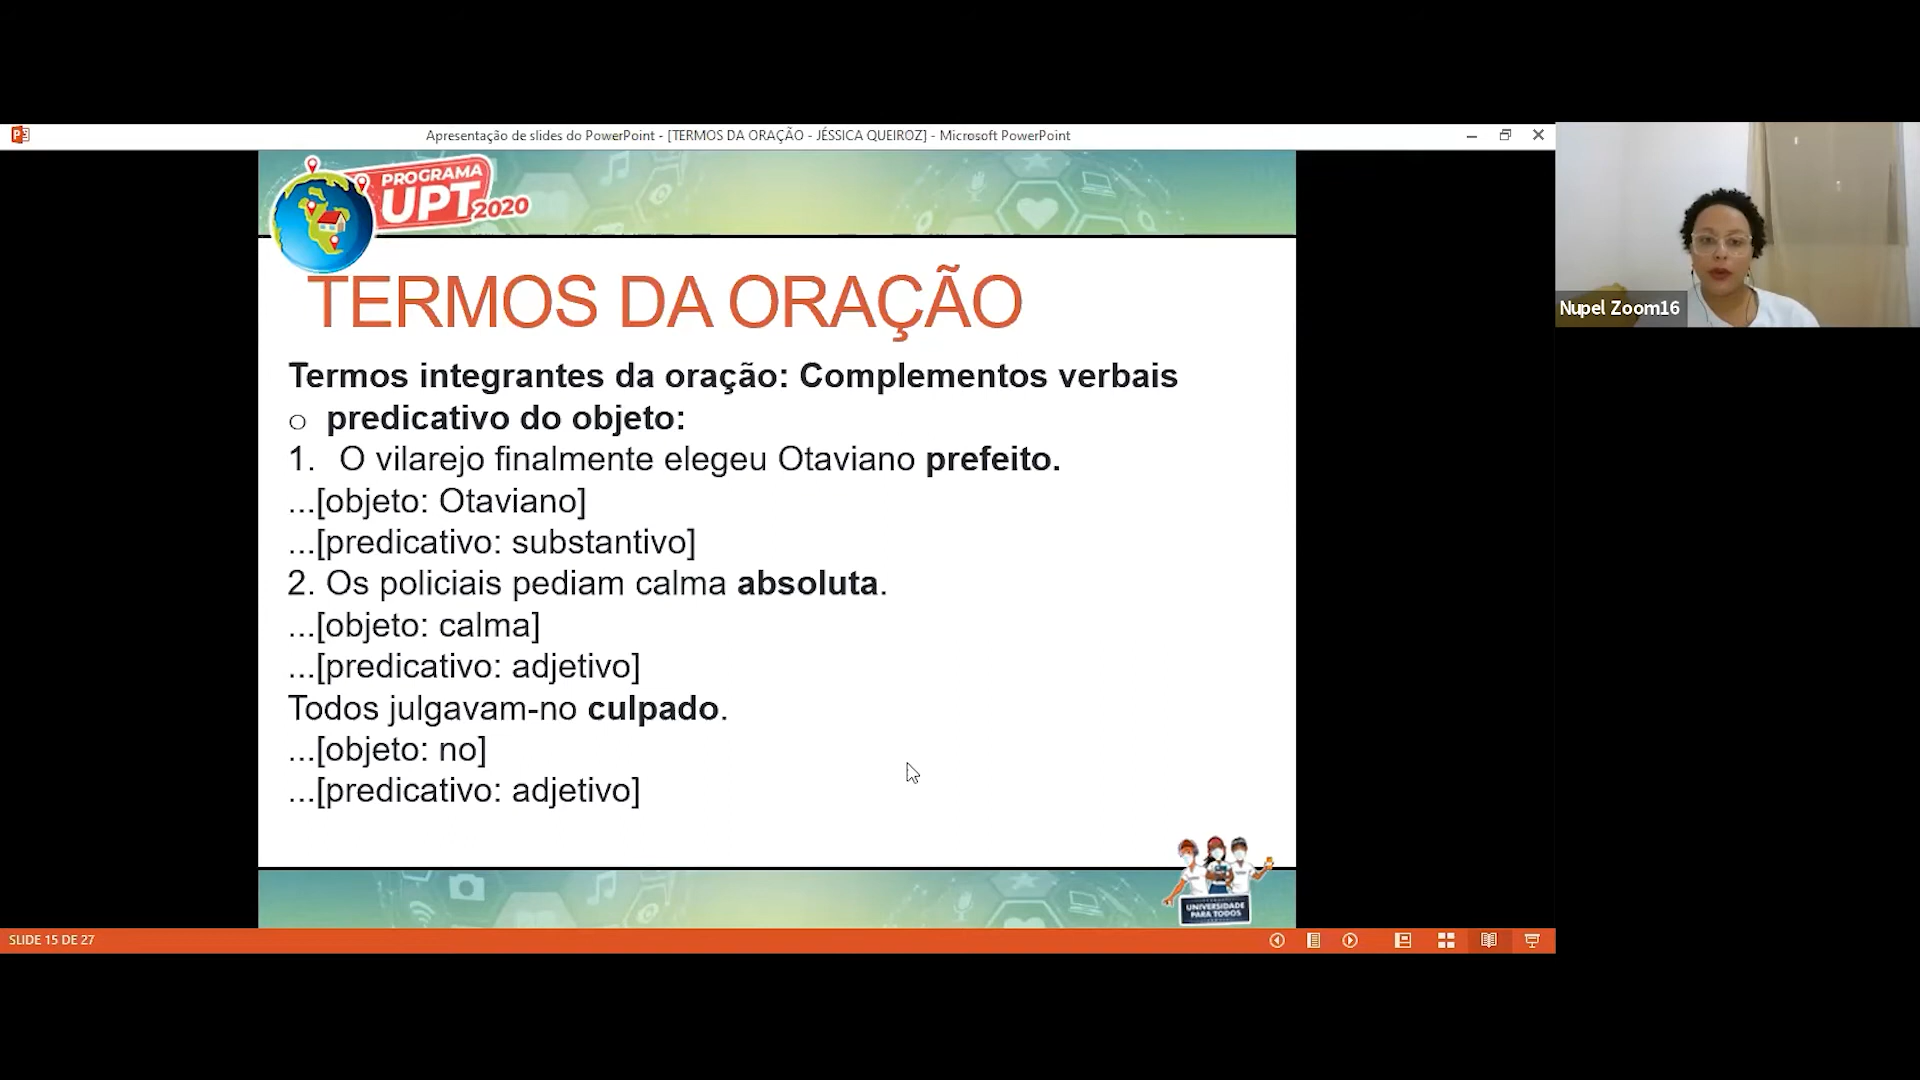 Apresentação de slides do PowerPoint - [TERMOS DA ORAÇÃO - JÉSSICA QUEIROZ] - Microsoft PowerPoint
PROGRAMA
UPT 2020
TERMOS DA ORAÇÃO
Termos integrantes da oração: Complementos verbais
o predicativo do objeto:
1. O vilarejo finalmente elegeu Otaviano prefeito.
...[objeto: Otaviano]
...[predicativo: substantivo]
2. Os policiais pediam calma absoluta.
...[objeto: calma]
...[predicativo: adjetivo]
Todos julgavam-no culpado.
...[objeto: no]
...[predicativo: adjetivo]
UNIVERSIDADE
PARA TODOS
SLIDE 15 DE 27
Nupel Zoom16